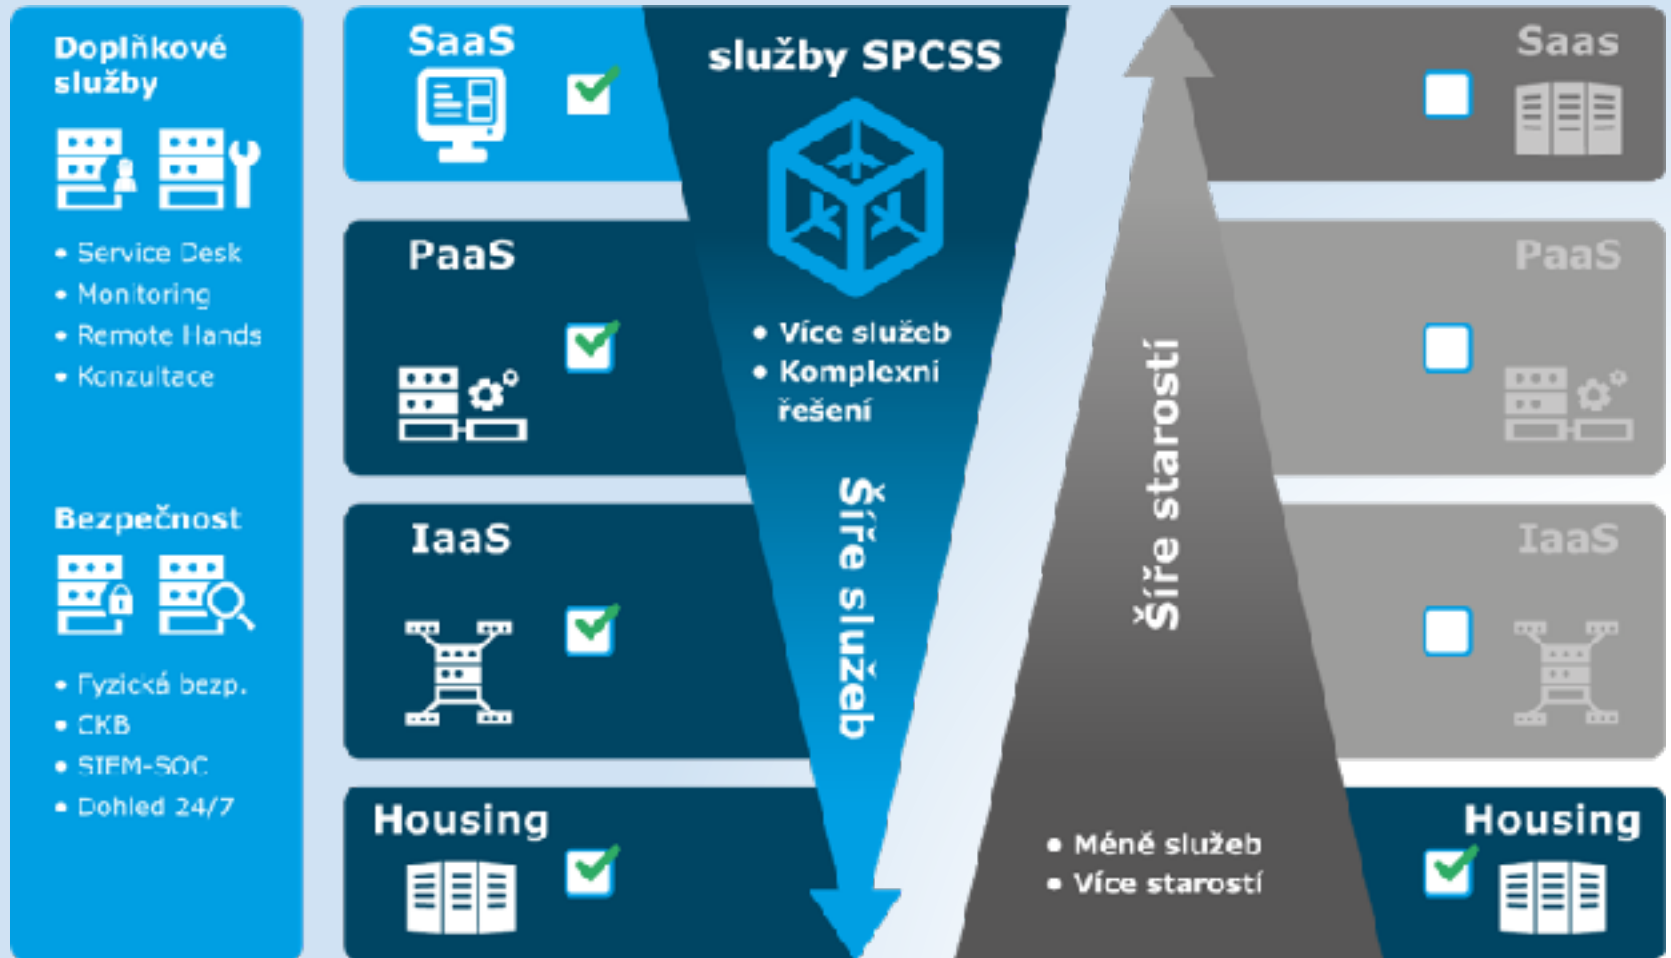 Doplňkové
služby
• Service Desk
• Monitoring
• Remote Hands
• Konzultace
Bezpečnost
• Fyzická bezp.
• CKB
• SIEM-SOC
• Dohled 24/7
SaaS
PaaS
IaaS
Housing
služby SPCSS
• Více služeb
• Komplexní
řešení
Šíře služeb
Šíře starostí
• Méně služeb
• Více starostí
Saas
PaaS
IaaS
Housing